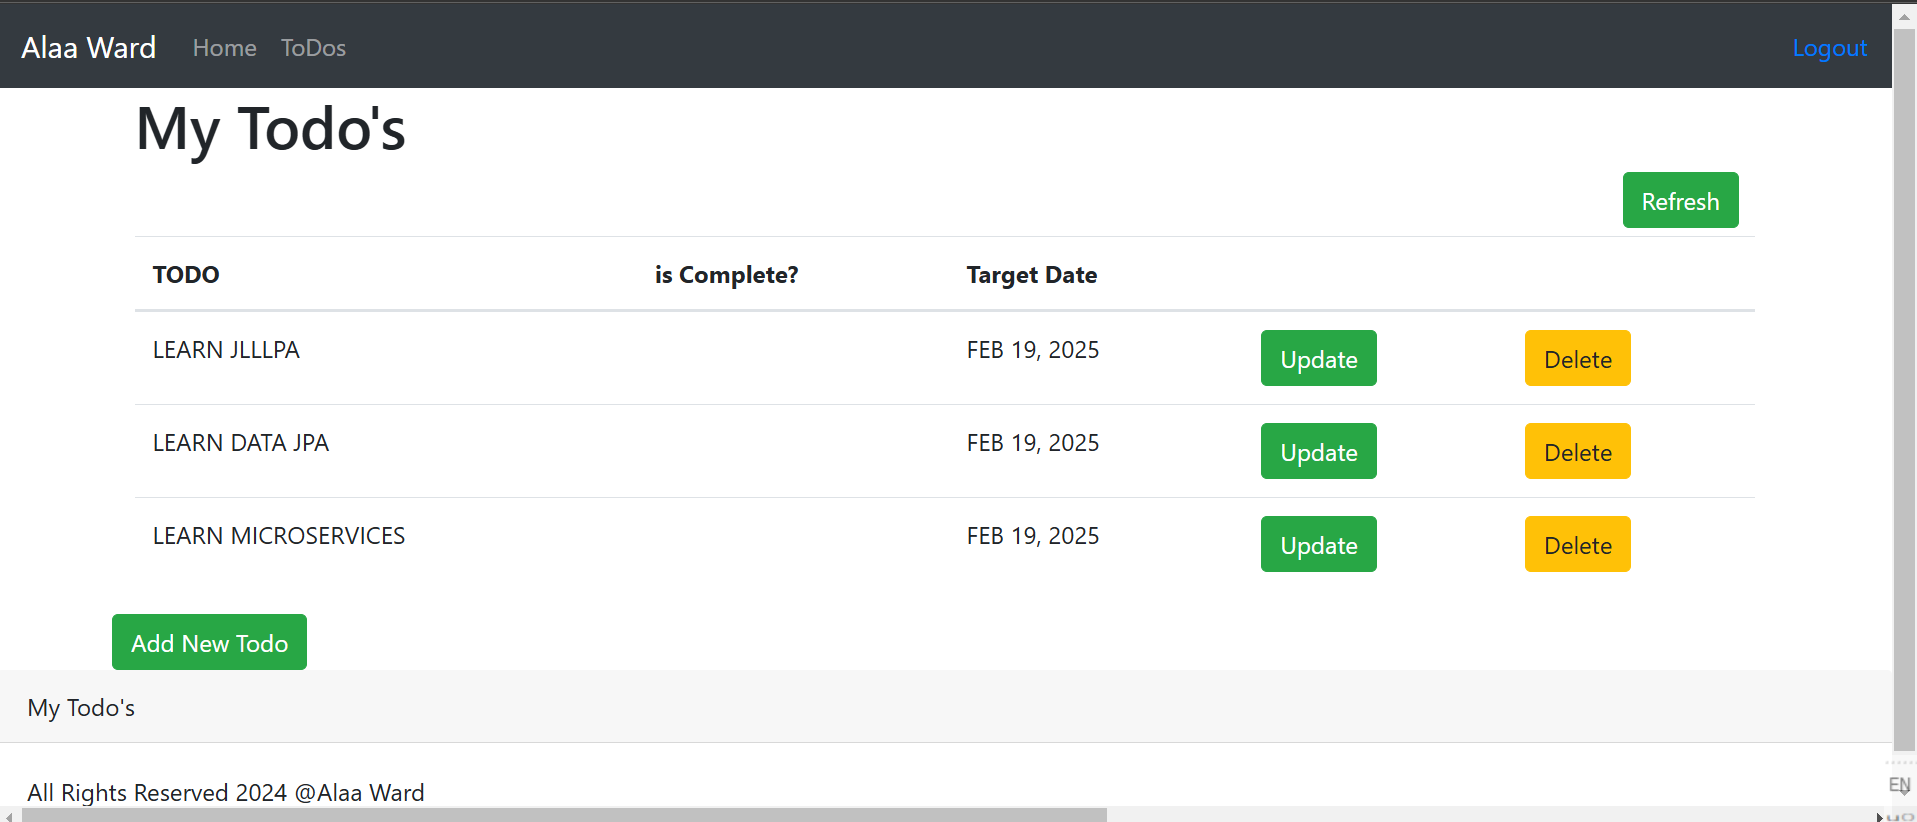 Alaa Ward Home ToDos Logout
My Todo's
Refresh
TODO is Complete? Target Date
LEARN JLLLPA FEB 19, 2025 Update Delete
LEARN DATA JPA FEB 19, 2025 Update Delete
LEARN MICROSERVICES FEB 19, 2025 Update Delete
Add New Todo
My Todo's
All Rights Reserved 2024 @Alaa Ward
EN